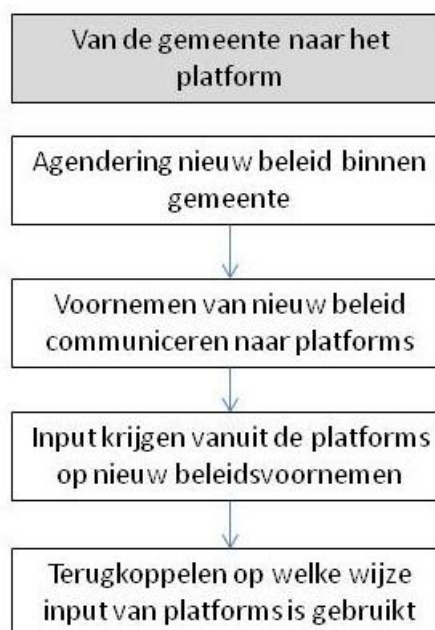 Van de gemeente naar het
platform
Agendering nieuw beleid binnen
gemeente
Voornemen van nieuw beleid
communiceren naar platforms
Input krijgen vanuit de platforms
op nieuw beleidsvoornemen
Terugkoppelen op welke wijze
input van platforms is gebruikt